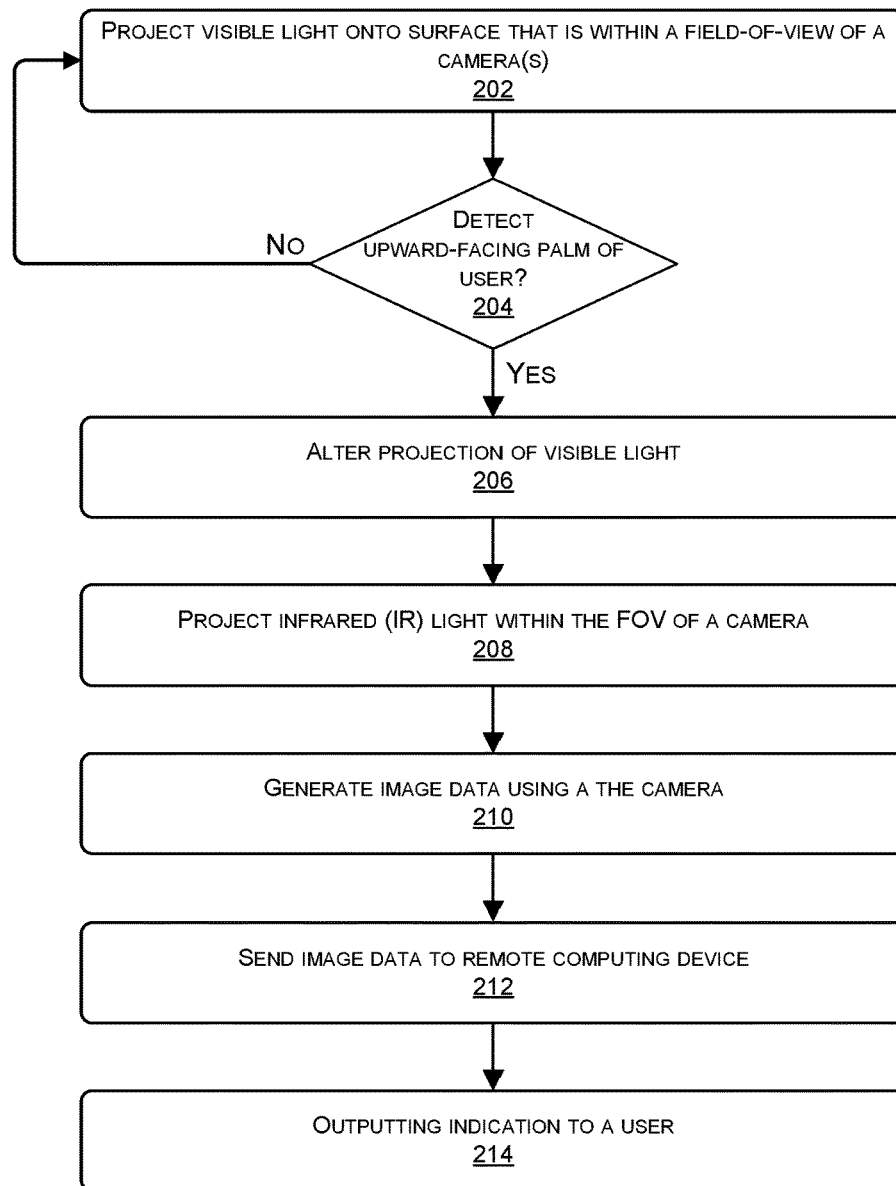 PROJECT VISIBLE LIGHT ONTO SURFACE THAT IS WITHIN A FIELD-OF-VIEW OF A
CAMERA(S)
202
DETECT
UPWARD-FACING PALM OF
USER?
204
NO
YES
ALTER PROJECTION OF VISIBLE LIGHT
206
PROJECT INFRARED (IR) LIGHT WITHIN THE FOV OF A CAMERA
208
GENERATE IMAGE DATA USING A THE CAMERA
210
SEND IMAGE DATA TO REMOTE COMPUTING DEVICE
212
OUTPUTTING INDICATION TO A USER
214